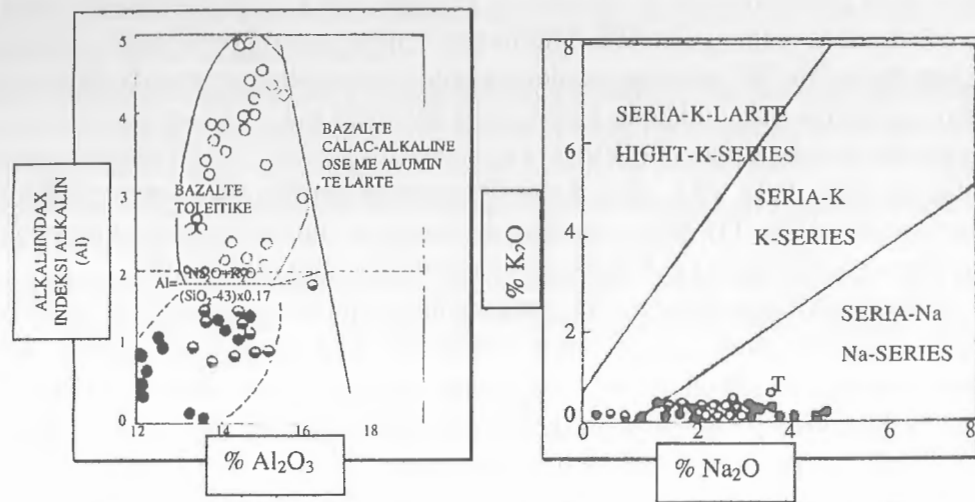 5
4
3
2
1
0
12
14
16
18
ALKALIINDAX
INDEKSI ALKALIN
(AI)
BAZALTE
TOLEITIKE
BAZALTE
CALAC-ALKALINE
OSE ME ALUMIN
TE LARTE
AI=
(SiO₂-43)x0.17
% Al₂O₃
8
6
4
2
0
0
2
4
6
8
% K₂O
SERIA-K-LARTE
HIGHT-K-SERIES
SERIA-K
K-SERIES
SERIA-Na
Na-SERIES
T
% Na₂O